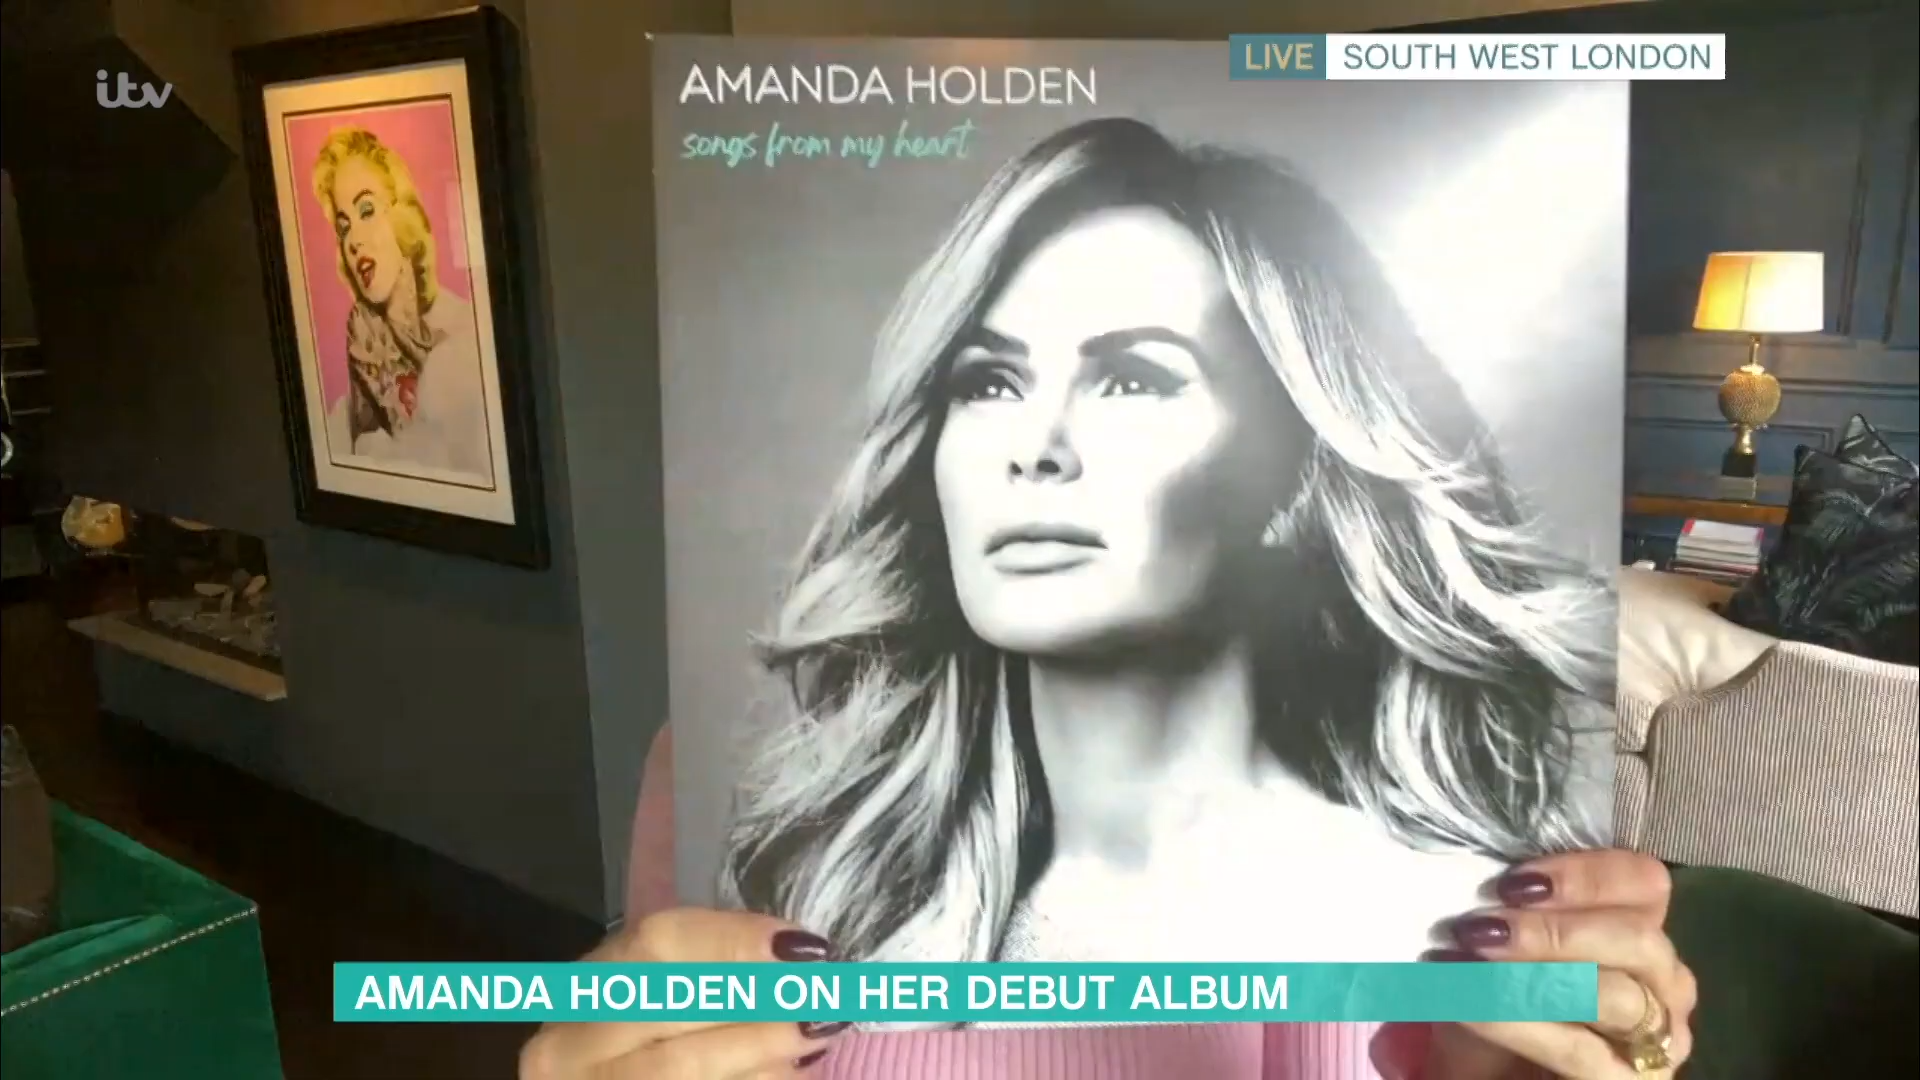 itv
LIVE SOUTH WEST LONDON
AMANDA HOLDEN
songs from my heart
AMANDA HOLDEN ON HER DEBUT ALBUM